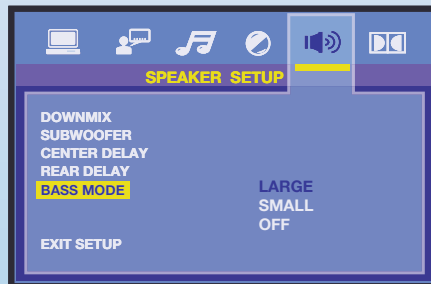 SPEAKER SETUP
DOWNMIX
SUBWOOFER
CENTER DELAY
REAR DELAY
BASS MODE
LARGE
SMALL
OFF
EXIT SETUP